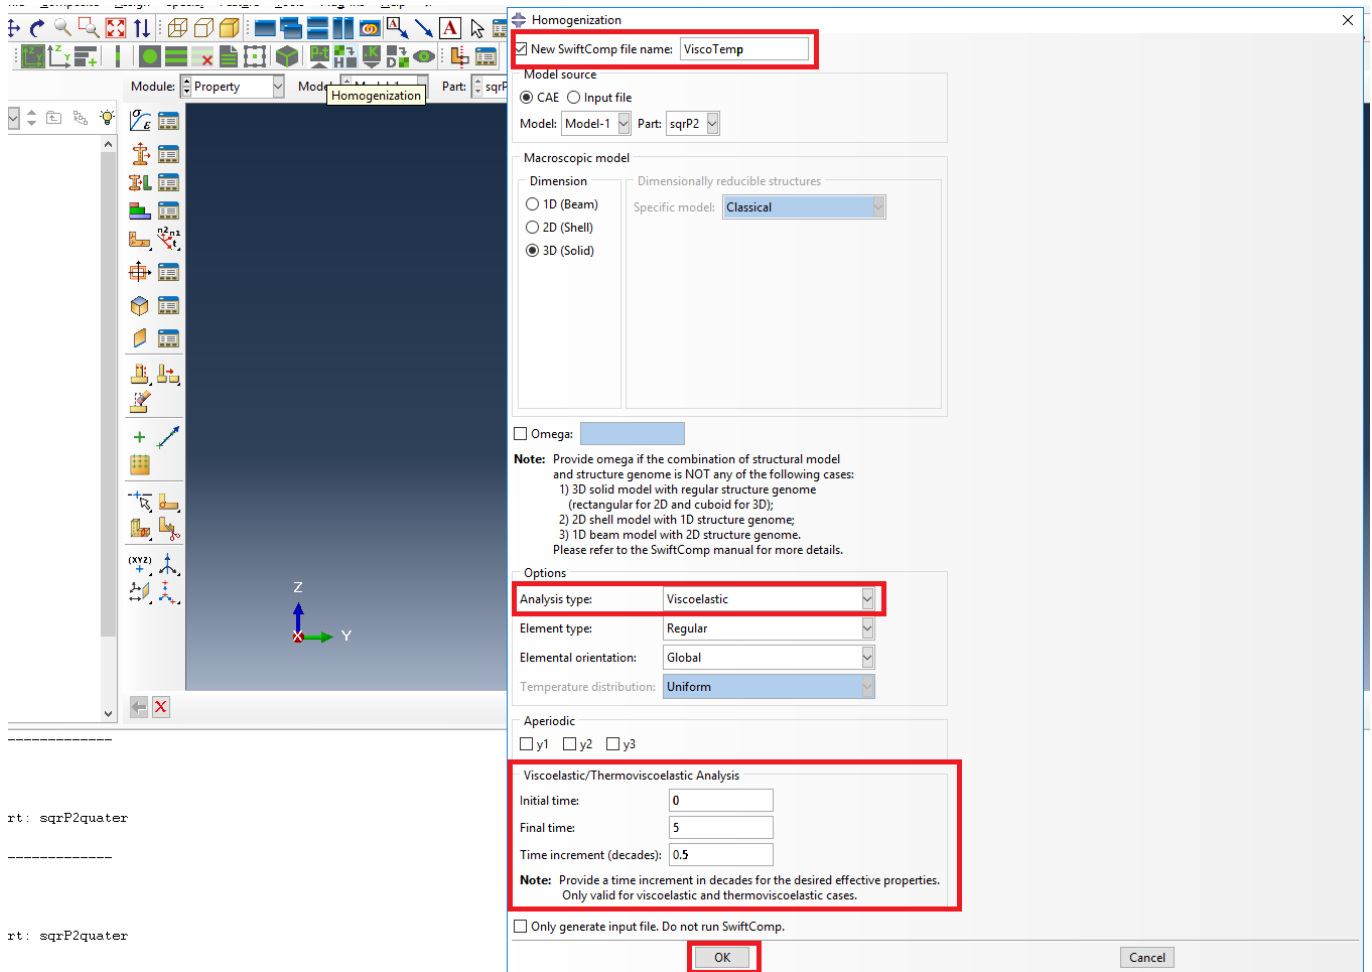 Homogenization
New SwiftComp file name: ViscoTemp
Model source
CAE Input file
Model: Model-1 Part: sqrP2
Macroscopic model
Dimension
1D (Beam)
2D (Shell)
3D (Solid)
Dimensionally reducible structures
Specific model: Classical
Omega:
Note: Provide omega if the combination of structural model
and structure genome is NOT any of the following cases:
1) 3D solid model with regular structure genome
(rectangular for 2D and cuboid for 3D);
2) 2D shell model with 1D structure genome;
3) 1D beam model with 2D structure genome.
Please refer to the SwiftComp manual for more details.
Options
Analysis type: Viscoelastic
Element type: Regular
Elemental orientation: Global
Temperature distribution: Uniform
Aperiodic
y1 y2 y3
Viscoelastic/Thermoviscoelastic Analysis
Initial time: 0
Final time: 5
Time increment (decades): 0.5
Note: Provide a time increment in decades for the desired effective properties.
Only valid for viscoelastic and thermoviscoelastic cases.
Only generate input file. Do not run SwiftComp.
OK Cancel
Module: Property Part: sqrP
Homogenization
(XYZ)
Z
X Y
rt: sqrP2quater
rt: sqrP2quater